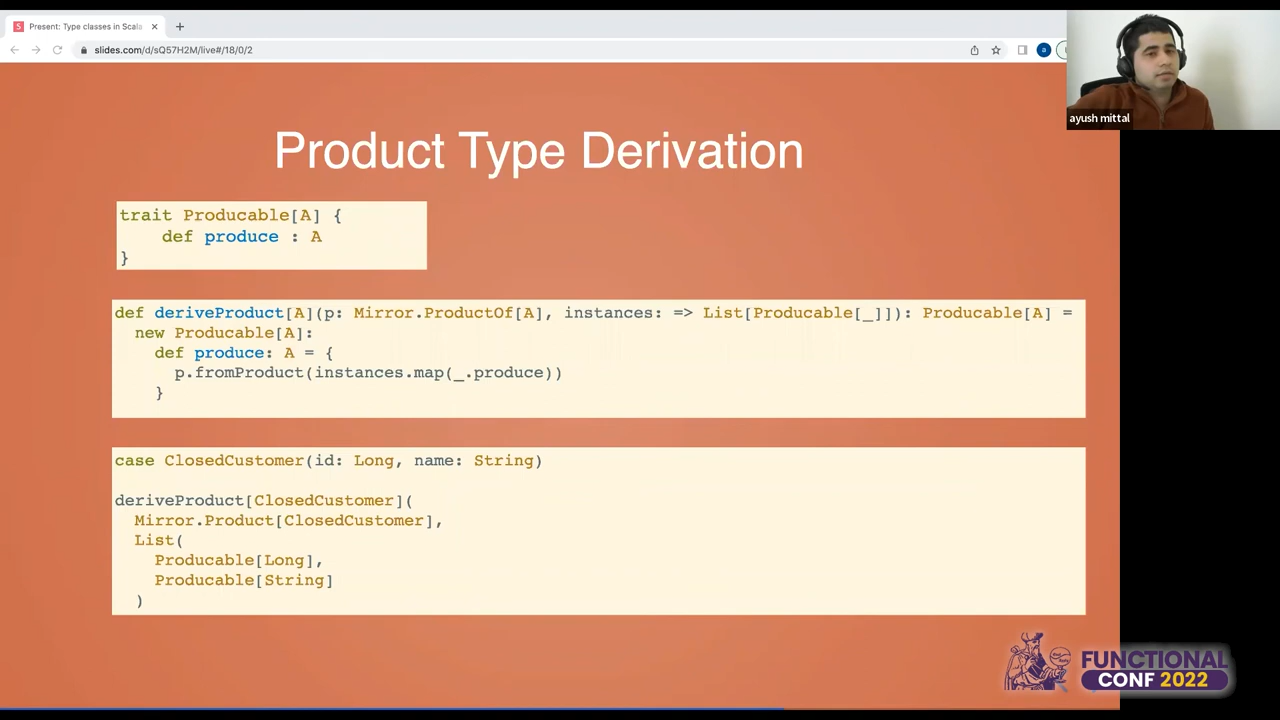 Present: Type classes in Scala
slides.com/d/sQ57H2M/live#/18/0/2
ayush mittal
Product Type Derivation
trait Producable[A] {
    def produce : A
}
def deriveProduct[A](p: Mirror.ProductOf[A], instances: => List[Producable[_]]): Producable[A] =
  new Producable[A]:
    def produce: A = {
      p.fromProduct(instances.map(_.produce))
    }
case ClosedCustomer(id: Long, name: String)
deriveProduct[ClosedCustomer](
  Mirror.Product[ClosedCustomer],
  List(
    Producable[Long],
    Producable[String]
  )
FUNCTIONAL
CONF 2022